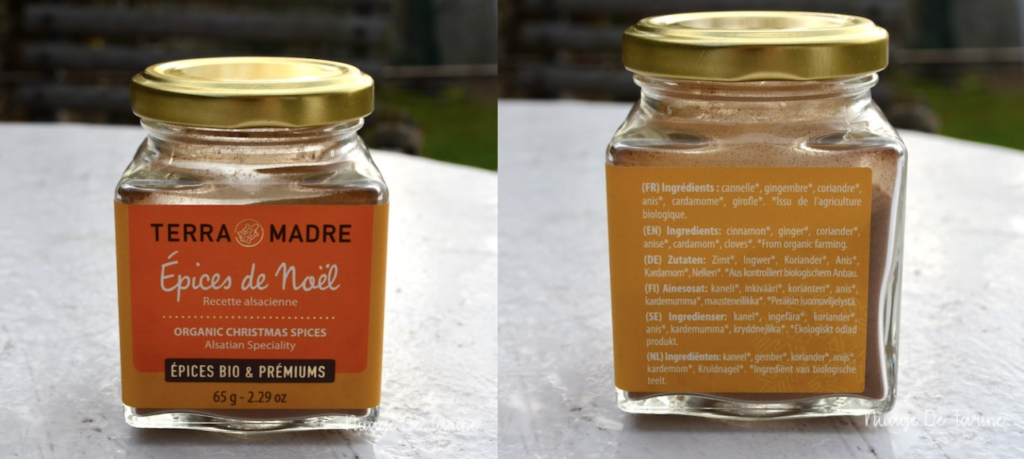 TERRA MADRE
Épices de Noël
Recette alsacienne
ORGANIC CHRISTMAS SPICES
Alsatian Speciality
ÉPICES BIO & PRÉMIUMS
65 g - 2.29 oz
Nuage De Farine
(FR) Ingrédients : cannelle*, gingembre*, coriandre*,
anis*, cardamome*, girofle*. *Issu de l'agriculture
biologique.
(EN) Ingredients: cinnamon*, ginger*, coriander*,
anise*, cardamom*, cloves*. *From organic farming.
(DE) Zutaten: Zimt*, Ingwer*, Koriander*, Anis*,
Kardamom*, Nelken*. *Aus kontrolliert biologischem Anbau.
(FI) Ainesosat: kaneli*, inkivääri*, korianteri*, anis*,
kardemumma*, mausteneilikka*. *Peräisin luomuviljelystä.
(SE) Ingredienser: kanel*, ingefära*, koriander*,
anis*, kardemumma*, kryddnejlika*. *Ekologiskt odlad
produkt.
(NL) Ingrediënten: kaneel*, gember*, koriander*, anijs*,
kardemom*, Kruidnagel*. *Ingrediënt van biologische
teelt.
Nuage De Farine